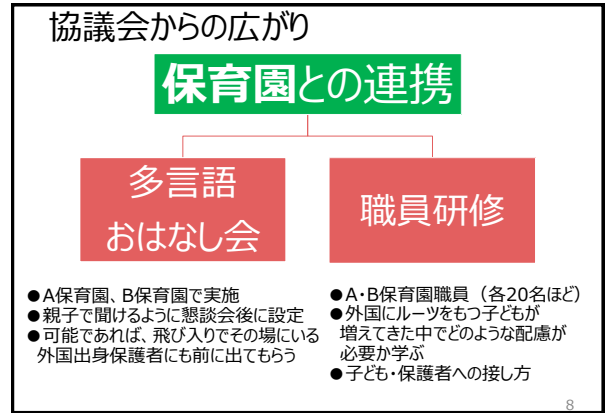 協議会からの広がり
保育園との連携
多言語
おはなし会
職員研修
●A保育園、B保育園で実施
●親子で聞けるように懇談会後に設定
●可能であれば、飛び入りでその場にいる
外国出身保護者にも前に出てもらう
●A・B保育園職員（各20名ほど）
●外国にルーツをもつ子どもが
増えてきた中でどのような配慮が
必要か学ぶ
●子ども・保護者への接し方
8